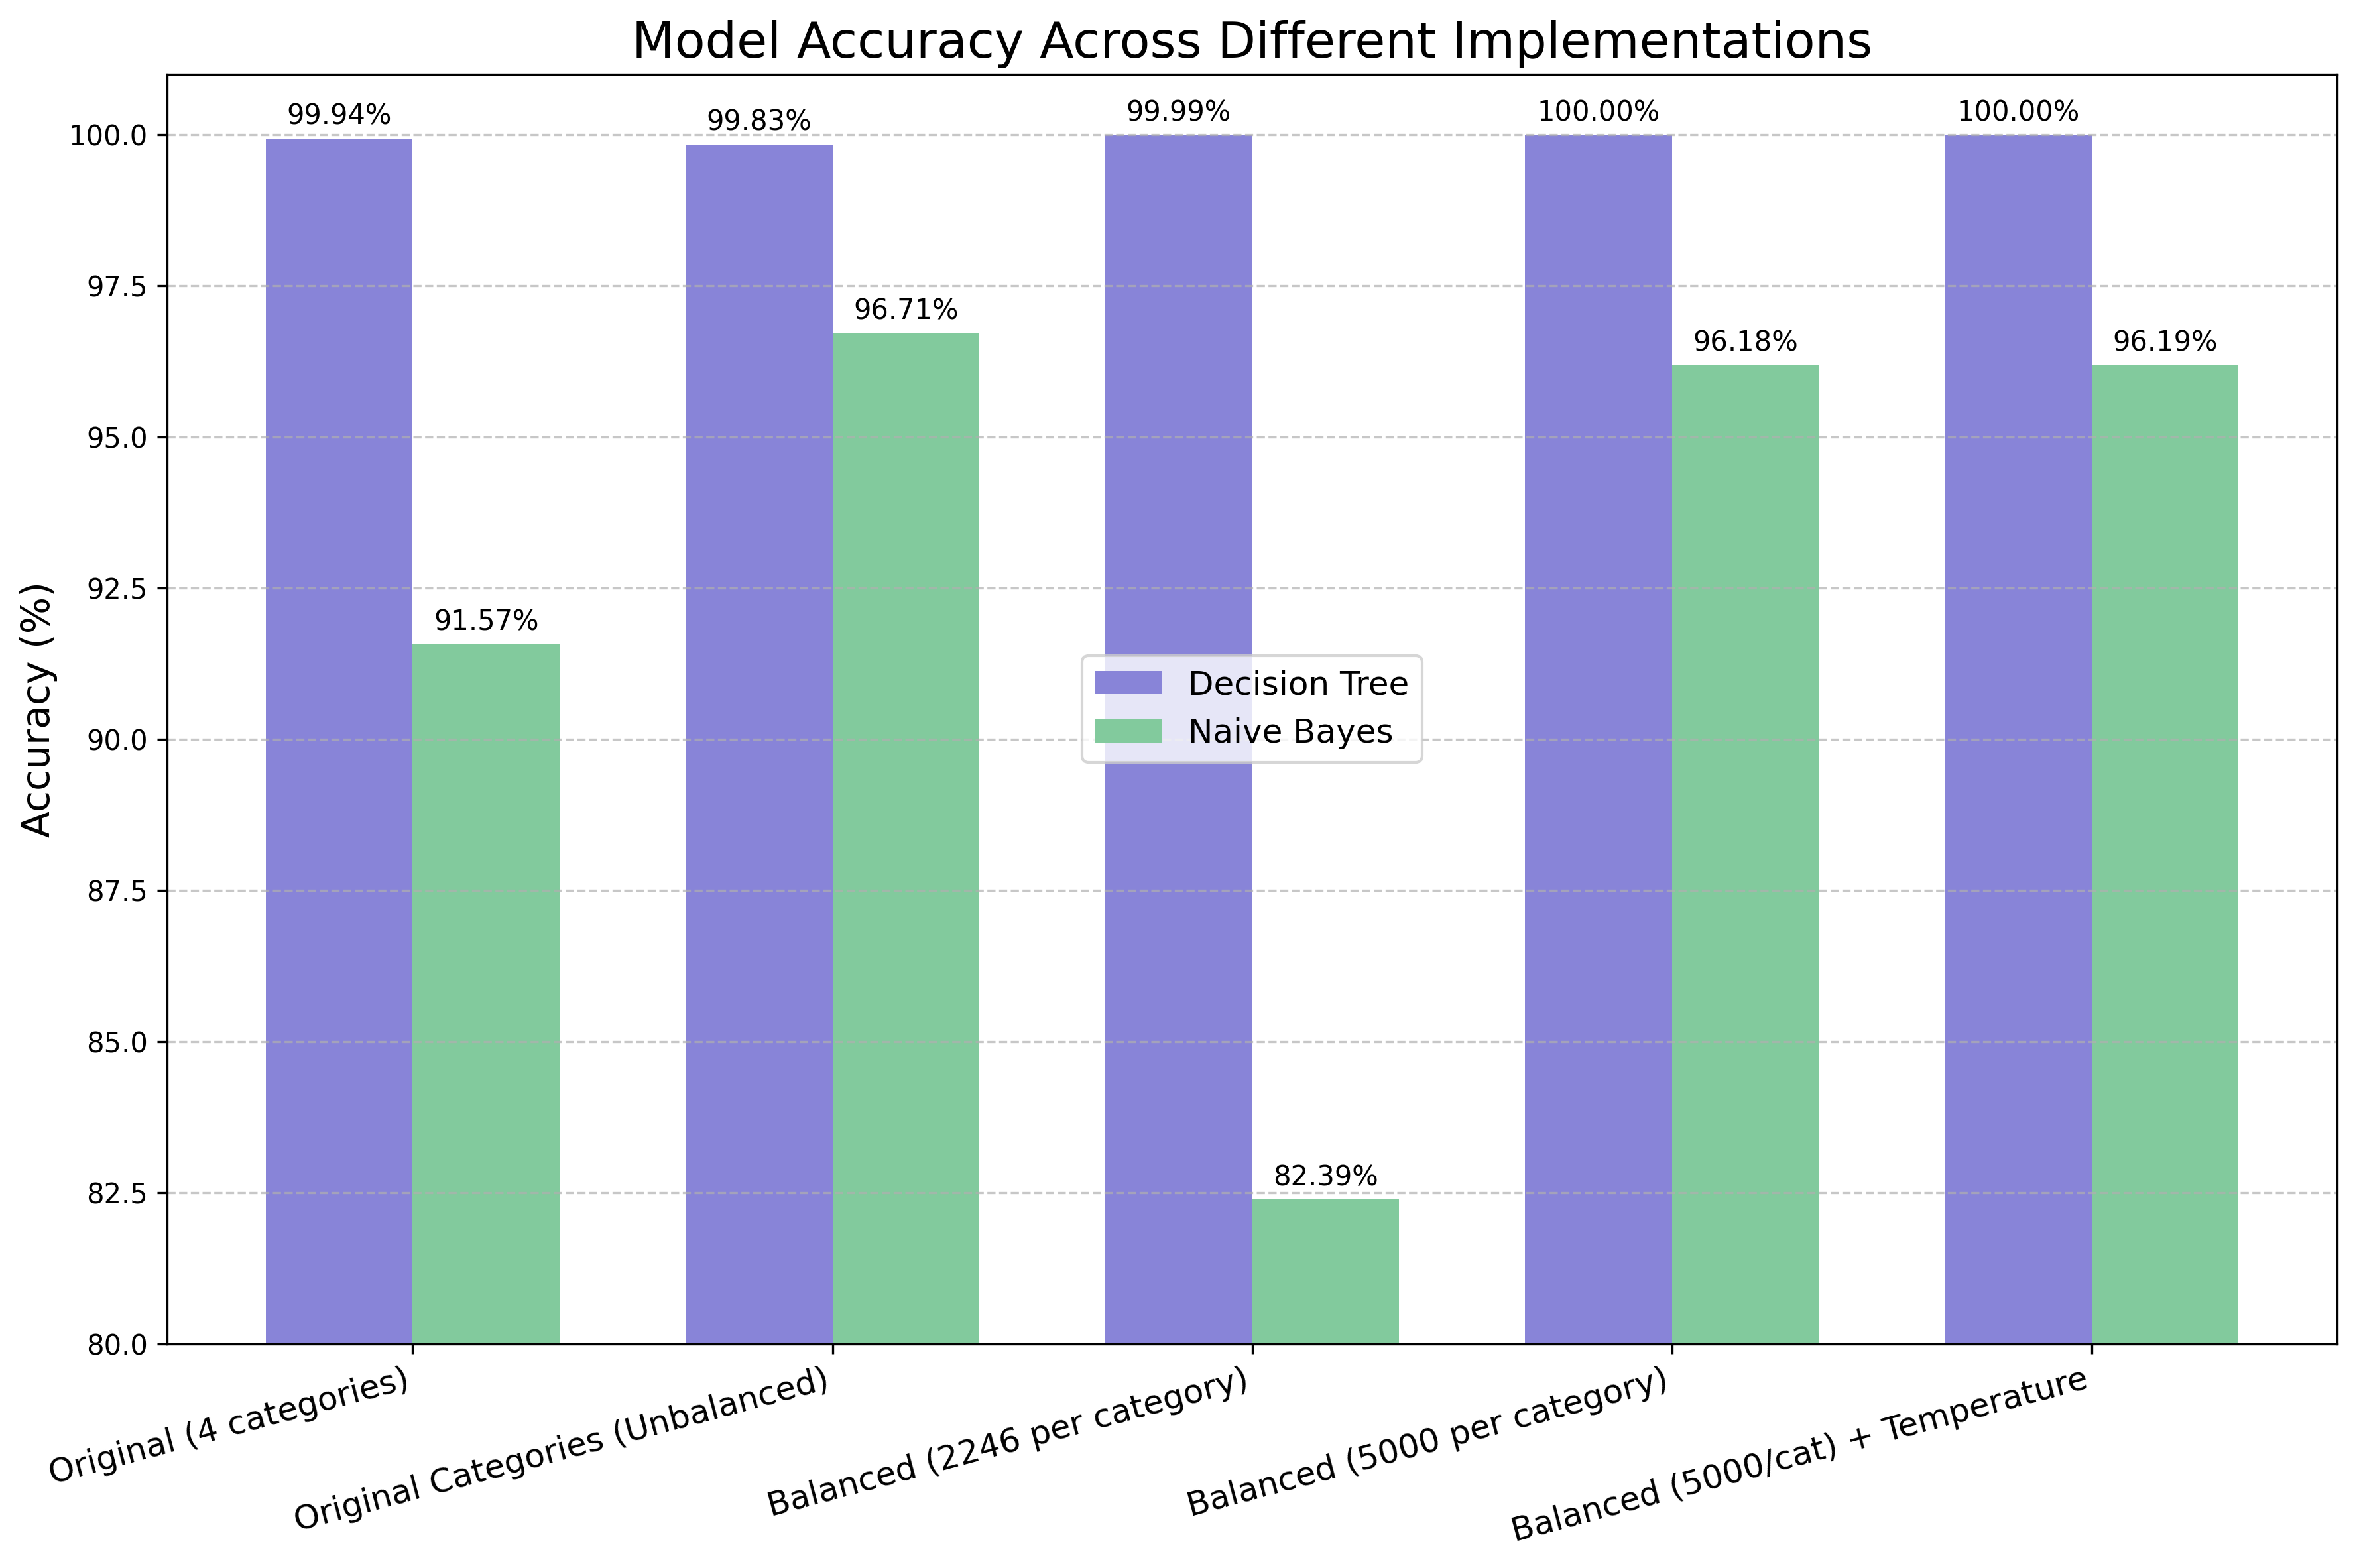 Model Accuracy Across Different Implementations
Accuracy (%)
100.0
97.5
95.0
92.5
90.0
87.5
85.0
82.5
80.0
99.94%
91.57%
99.83%
96.71%
99.99%
82.39%
100.00%
96.18%
100.00%
96.19%
Decision Tree
Naive Bayes
Original (4 categories)
Original Categories (Unbalanced)
Balanced (2246 per category)
Balanced (5000 per category)
Balanced (5000/cat) + Temperature